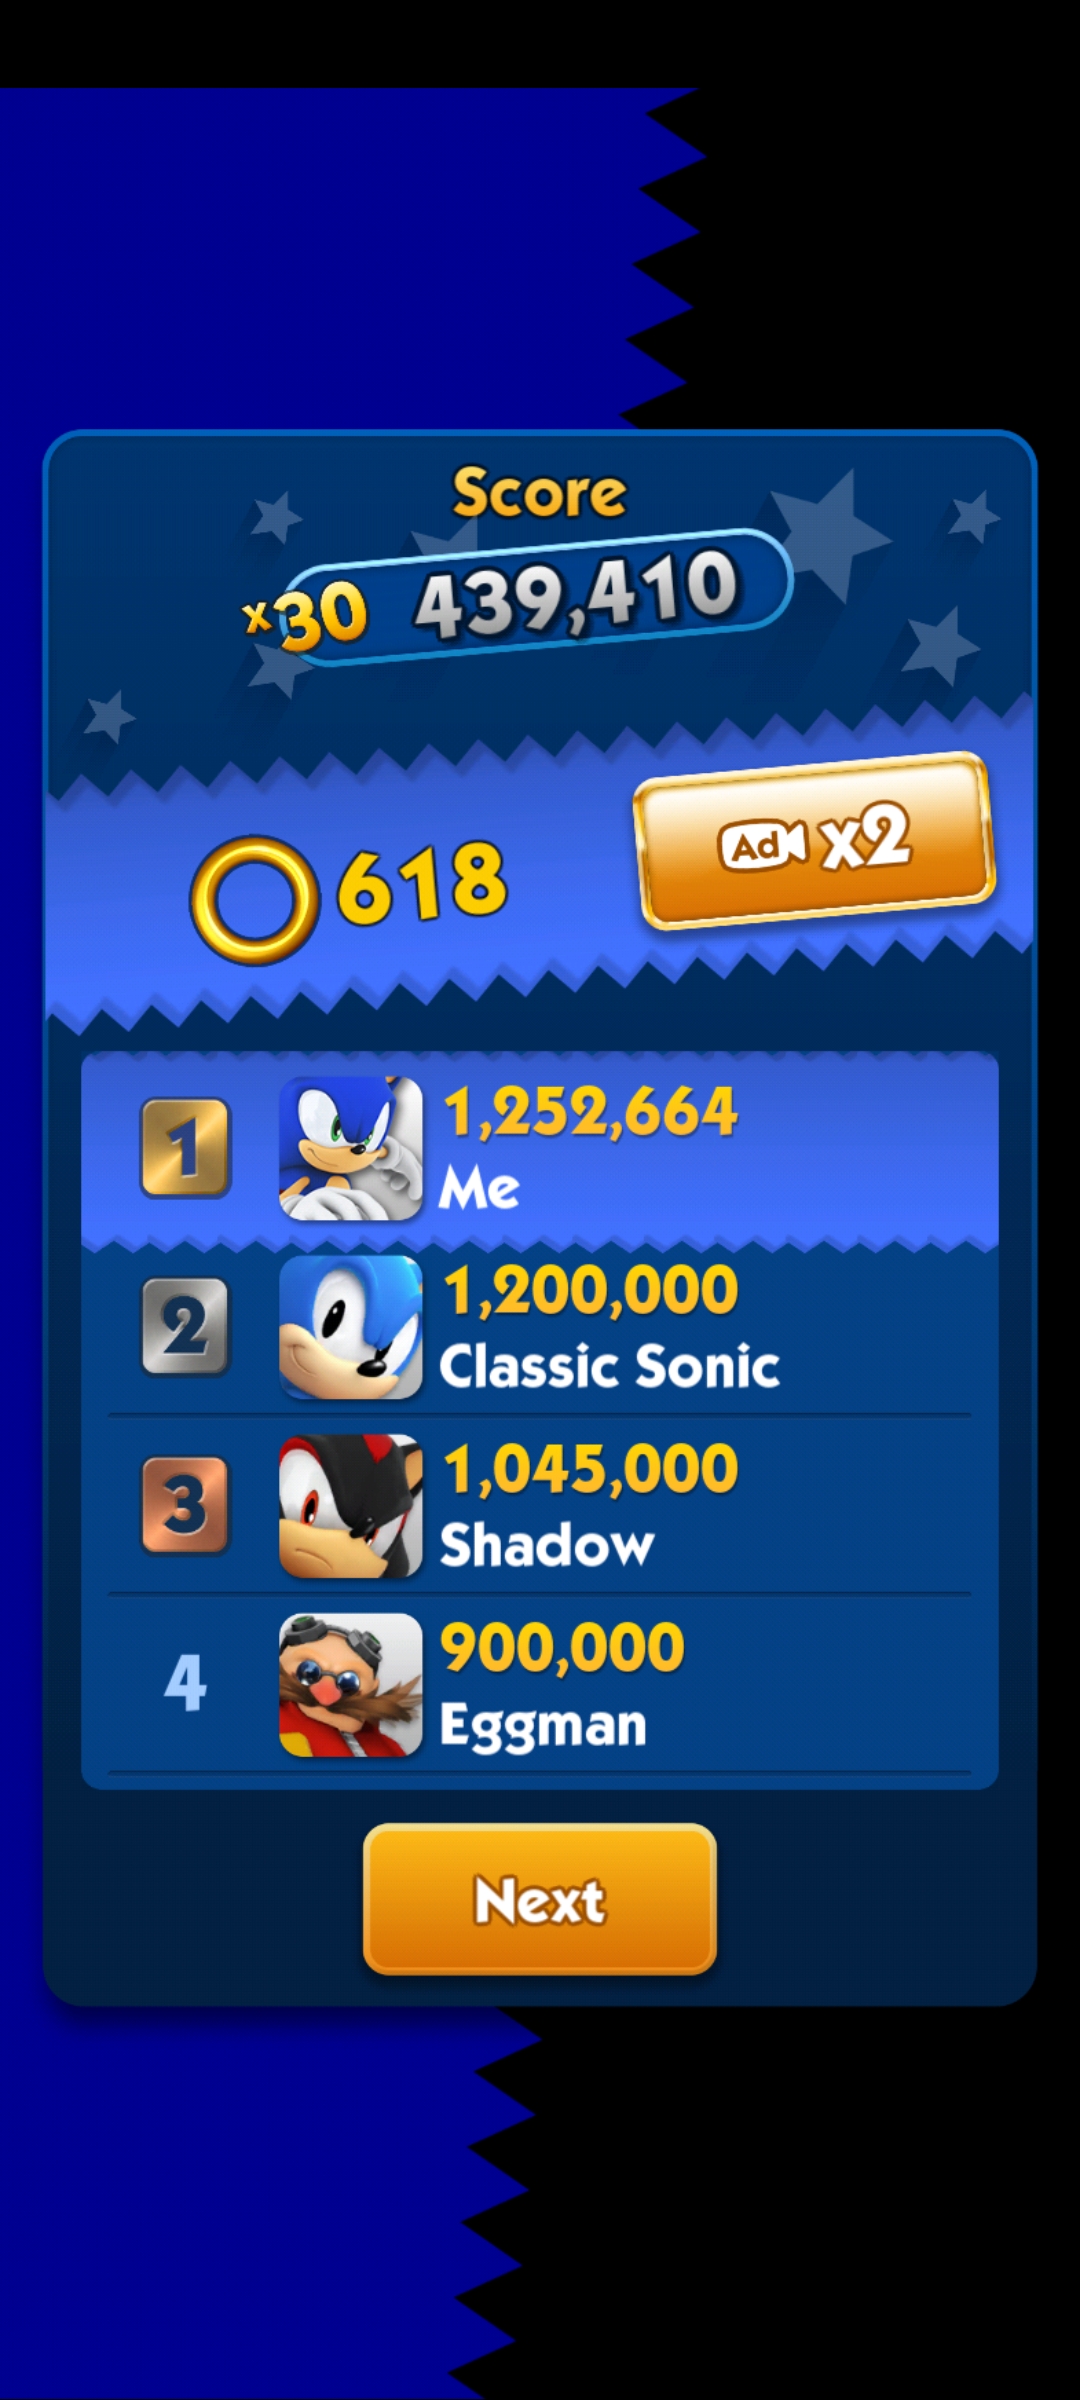 Score
x30 439,410
618
Ad x2
1 1,252,664
Me
2 1,200,000
Classic Sonic
3 1,045,000
Shadow
4 900,000
Eggman
Next